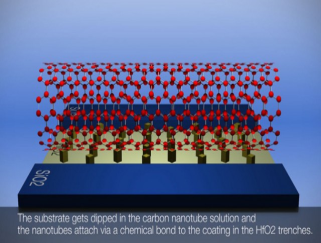 SiO2
The substrate gets dipped in the carbon nanotube solution and
the nanotubes attach via a chemical bond to the coating in the HfO2 trenches.